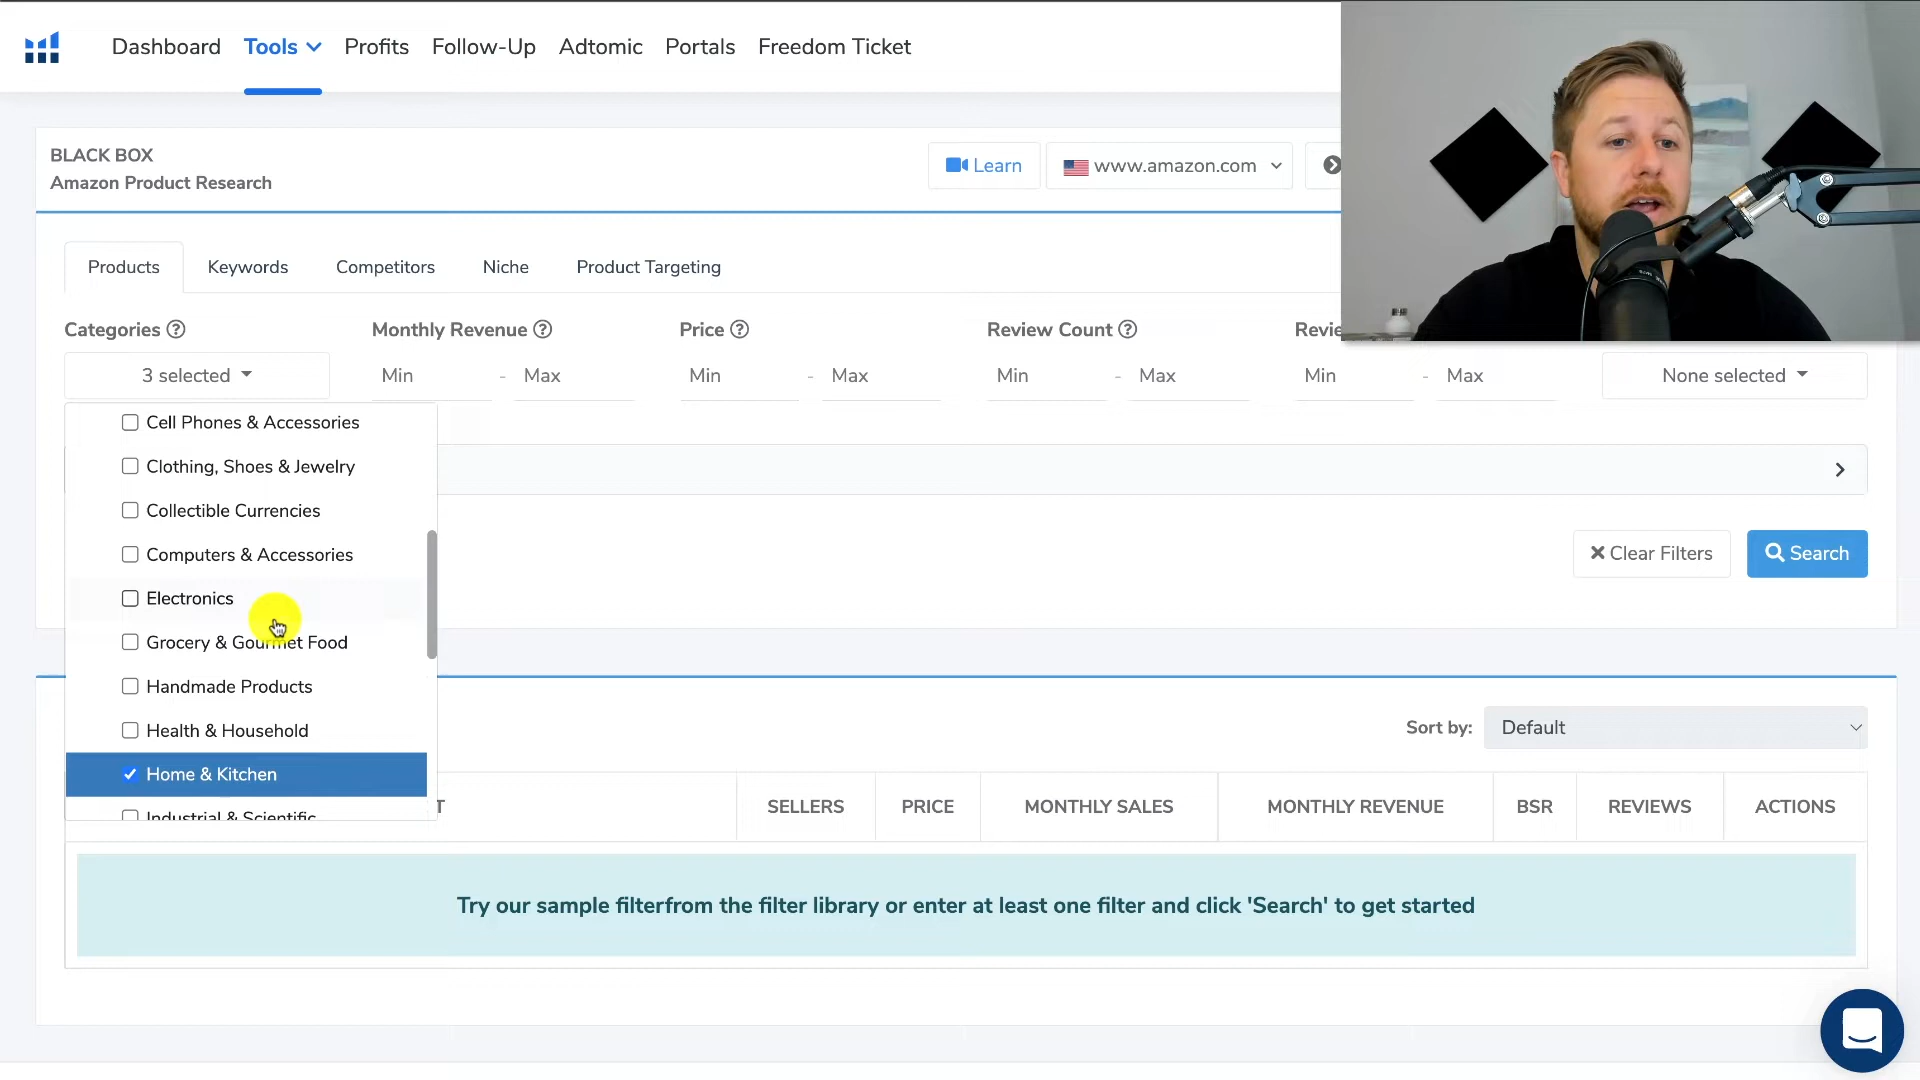 Dashboard Tools Profits Follow-Up Adtomic Portals Freedom Ticket
BLACK BOX
Amazon Product Research
Learn www.amazon.com
Products Keywords Competitors Niche Product Targeting
Categories Monthly Revenue Price Review Count
3 selected Min - Max Min - Max Min - Max Min - Max None selected
Cell Phones & Accessories
Clothing, Shoes & Jewelry
Collectible Currencies
Computers & Accessories
Clear Filters Search
Electronics
Grocery & Gourmet Food
Handmade Products
Health & Household
Sort by: Default
Home & Kitchen
Industrial & Scientific
T SELLERS PRICE MONTHLY SALES MONTHLY REVENUE BSR REVIEWS ACTIONS
Try our sample filterfrom the filter library or enter at least one filter and click 'Search' to get started